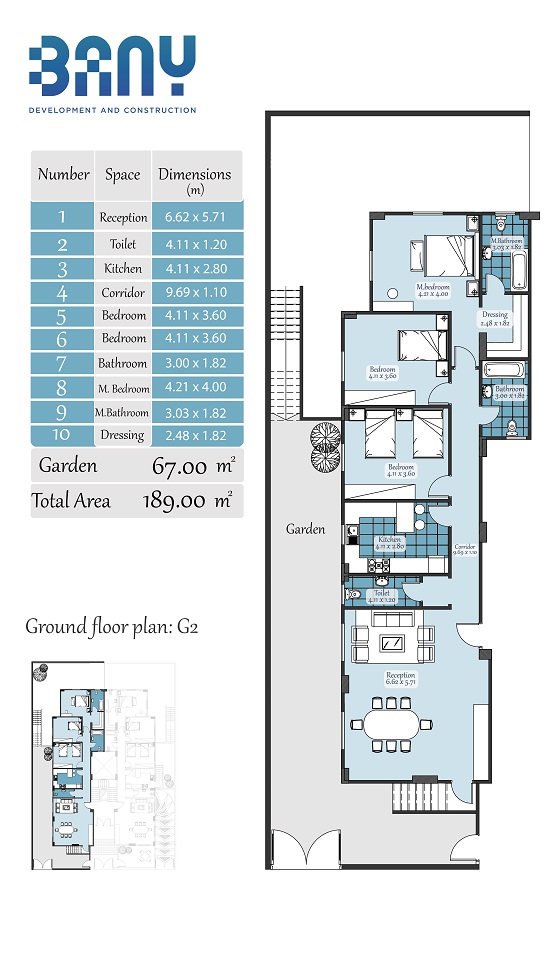 BANY
DEVELOPMENT AND CONSTRUCTION
Number Space Dimensions
(m)
1 Reception 6.62 x 5.71
2 Toilet 4.11 x 1.20
3 Kitchen 4.11 x 2.80
4 Corridor 9.69 x 1.10
5 Bedroom 4.11 x 3.60
6 Bedroom 4.11 x 3.60
7 Bathroom 3.00 x 1.82
8 M. Bedroom 4.21 x 4.00
9 M.Bathroom 3.03 x 1.82
10 Dressing 2.48 x 1.82
Garden 67.00 m²
Total Area 189.00 m²
Ground floor plan: G2
M.Bathroom
3.03 x 1.82
M.bedroom
4.21 x 4.00
Dressing
2.48 x 1.82
Bedroom
4.11 x 3.60
Bathroom
3.00 x 1.82
Bedroom
4.11 x 3.60
Garden
Kitchen
4.11 x 2.80
Corridor
9.69 x 1.10
Toilet
4.11 x 1.20
Reception
6.62 x 5.71